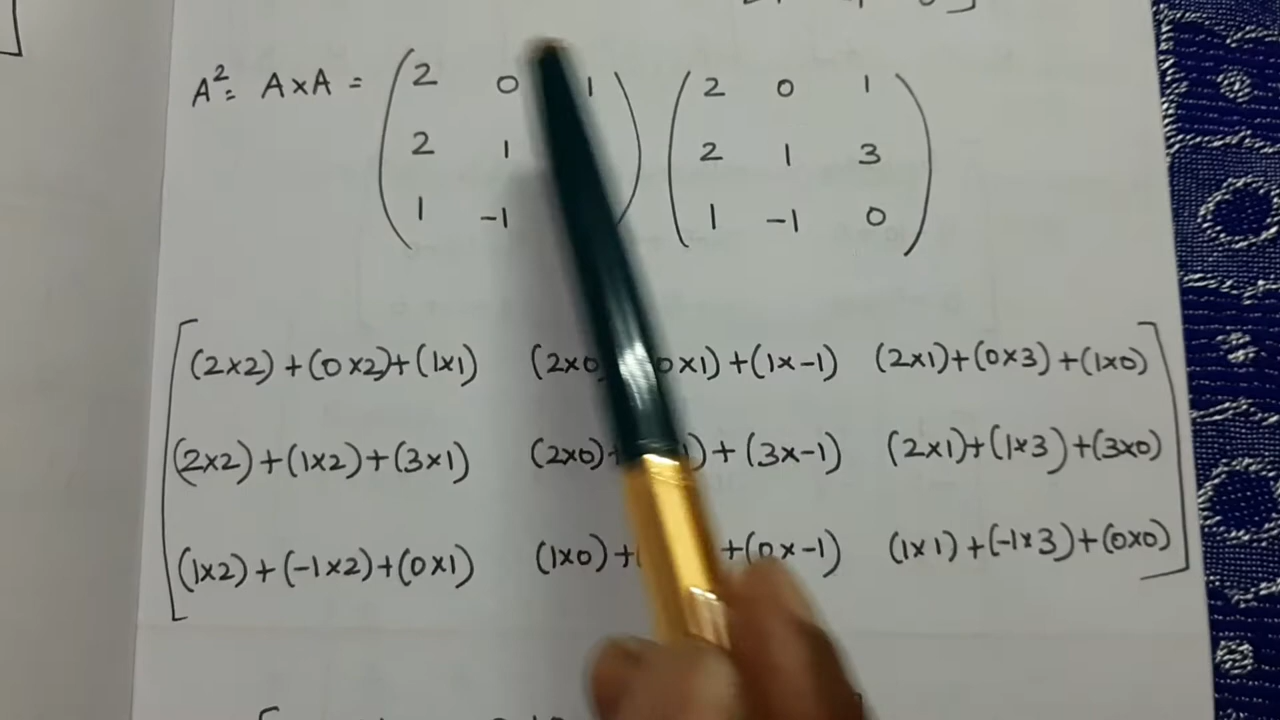 A² = A×A = (2 0 1) (2 0 1)
(2 1 ) (2 1 3)
(1 -1 ) (1 -1 0)
[(2×2)+(0×2)+(1×1) (2×0 0×1)+(1×-1) (2×1)+(0×3)+(1×0)]
[(2×2)+(1×2)+(3×1) (2×0)+ )+(3×-1) (2×1)+(1×3)+(3×0)]
[(1×2)+(-1×2)+(0×1) (1×0)+ +(0×-1) (1×1)+(-1×3)+(0×0)]